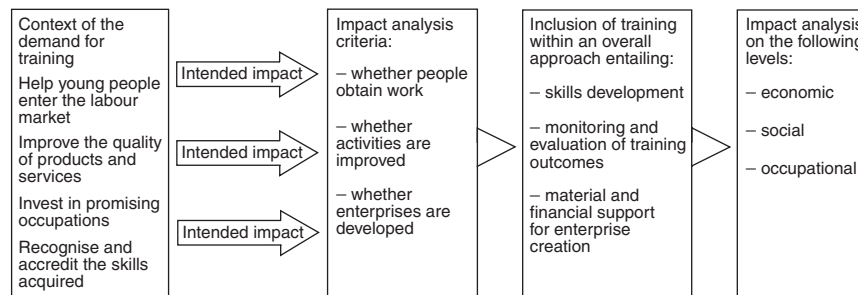 Context of the
demand for
training
Help young people
enter the labour
market
Improve the quality
of products and
services
Invest in promising
occupations
Recognise and
accredit the skills
acquired
Intended impact
Intended impact
Intended impact
Impact analysis
criteria:
– whether people
obtain work
– whether
activities are
improved
– whether
enterprises are
developed
Inclusion of training
within an overall
approach entailing:
– skills development
– monitoring and
evaluation of training
outcomes
– material and
financial support
for enterprise
creation
Impact analysis
on the following
levels:
– economic
– social
– occupational